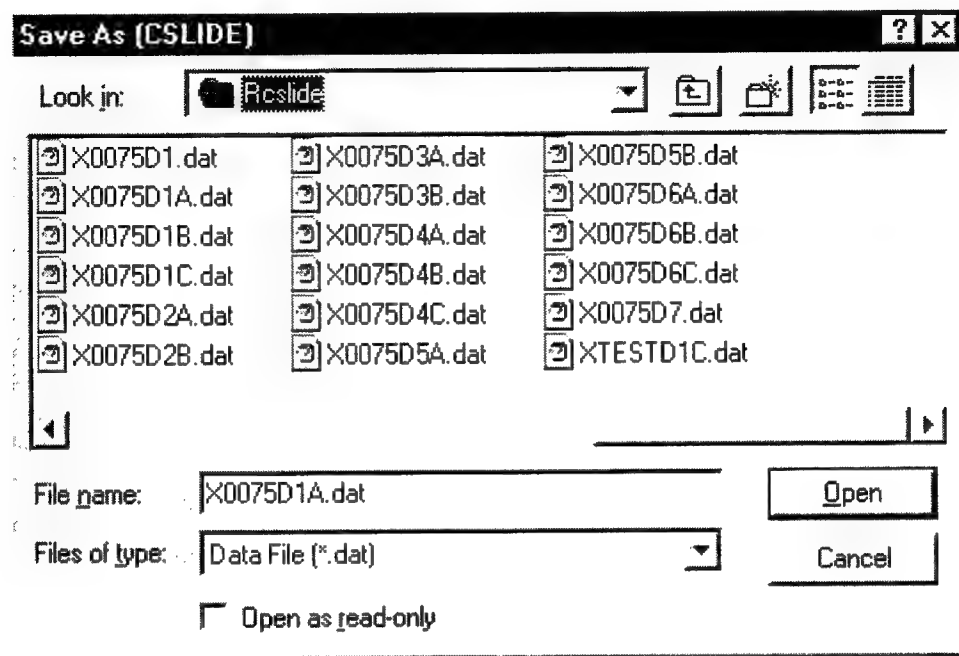 Save As (CSLIDE)
Look in: Rcslide
X0075D1.dat X0075D3A.dat X0075D5B.dat
X0075D1A.dat X0075D3B.dat X0075D6A.dat
X0075D1B.dat X0075D4A.dat X0075D6B.dat
X0075D1C.dat X0075D4B.dat X0075D6C.dat
X0075D2A.dat X0075D4C.dat X0075D7.dat
X0075D2B.dat X0075D5A.dat XTESTD1C.dat
File name: X0075D1A.dat Open
Files of type: Data File (*.dat) Cancel
Open as read-only